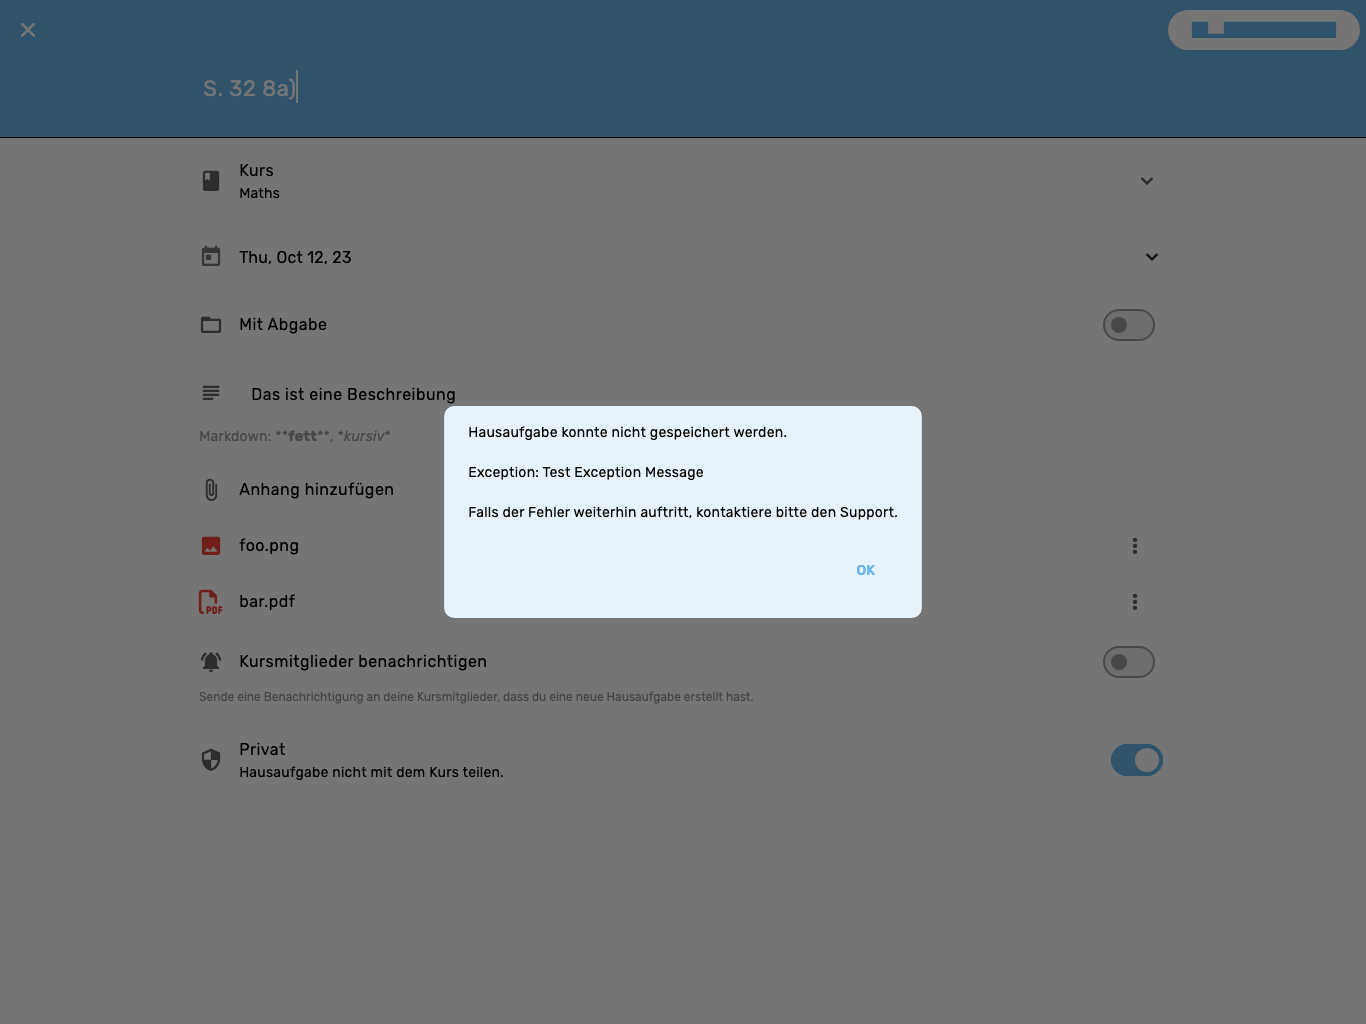 S. 32 8a)
Kurs
Maths
Thu, Oct 12, 23
Mit Abgabe
Das ist eine Beschreibung
Markdown: **fett**, *kursiv*
Anhang hinzufügen
foo.png
PDF
bar.pdf
Kursmitglieder benachrichtigen
Sende eine Benachrichtigung an deine Kursmitglieder, dass du eine neue Hausaufgabe erstellt hast.
Privat
Hausaufgabe nicht mit dem Kurs teilen.
Hausaufgabe konnte nicht gespeichert werden.
Exception: Test Exception Message
Falls der Fehler weiterhin auftritt, kontaktiere bitte den Support.
OK